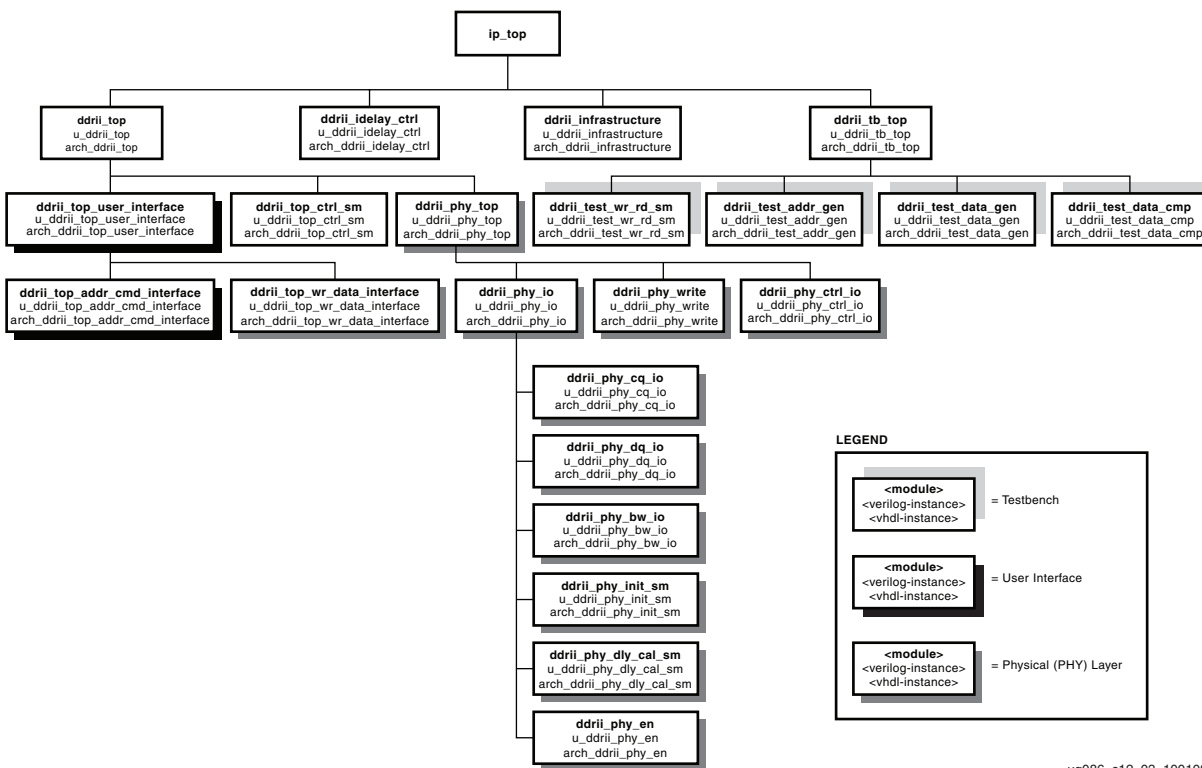 ip_top
ddrii_top
u_ddrii_top
arch_ddrii_top
ddrii_idelay_ctrl
u_ddrii_idelay_ctrl
arch_ddrii_idelay_ctrl
ddrii_infrastructure
u_ddrii_infrastructure
arch_ddrii_infrastructure
ddrii_tb_top
u_ddrii_tb_top
arch_ddrii_tb_top
ddrii_top_user_interface
u_ddrii_top_user_interface
arch_ddrii_top_user_interface
ddrii_top_ctrl_sm
u_ddrii_top_ctrl_sm
arch_ddrii_top_ctrl_sm
ddrii_phy_top
u_ddrii_phy_top
arch_ddrii_phy_top
ddrii_test_wr_rd_sm
u_ddrii_test_wr_rd_sm
arch_ddrii_test_wr_rd_sm
ddrii_test_addr_gen
u_ddrii_test_addr_gen
arch_ddrii_test_addr_gen
ddrii_test_data_gen
u_ddrii_test_data_gen
arch_ddrii_test_data_gen
ddrii_test_data_cmp
u_ddrii_test_data_cmp
arch_ddrii_test_data_cmp
ddrii_top_addr_cmd_interface
u_ddrii_top_addr_cmd_interface
arch_ddrii_top_addr_cmd_interface
ddrii_top_wr_data_interface
u_ddrii_top_wr_data_interface
arch_ddrii_top_wr_data_interface
ddrii_phy_io
u_ddrii_phy_io
arch_ddrii_phy_io
ddrii_phy_write
u_ddrii_phy_write
arch_ddrii_phy_write
ddrii_phy_ctrl_io
u_ddrii_phy_ctrl_io
arch_ddrii_phy_ctrl_io
ddrii_phy_cq_io
u_ddrii_phy_cq_io
arch_ddrii_phy_cq_io
ddrii_phy_dq_io
u_ddrii_phy_dq_io
arch_ddrii_phy_dq_io
ddrii_phy_bw_io
u_ddrii_phy_bw_io
arch_ddrii_phy_bw_io
ddrii_phy_init_sm
u_ddrii_phy_init_sm
arch_ddrii_phy_init_sm
ddrii_phy_dly_cal_sm
u_ddrii_phy_dly_cal_sm
arch_ddrii_phy_dly_cal_sm
ddrii_phy_en
u_ddrii_phy_en
arch_ddrii_phy_en
LEGEND
<module>
<verilog-instance>
<vhdl-instance>
= Testbench
<module>
<verilog-instance>
<vhdl-instance>
= User Interface
<module>
<verilog-instance>
<vhdl-instance>
= Physical (PHY) Layer